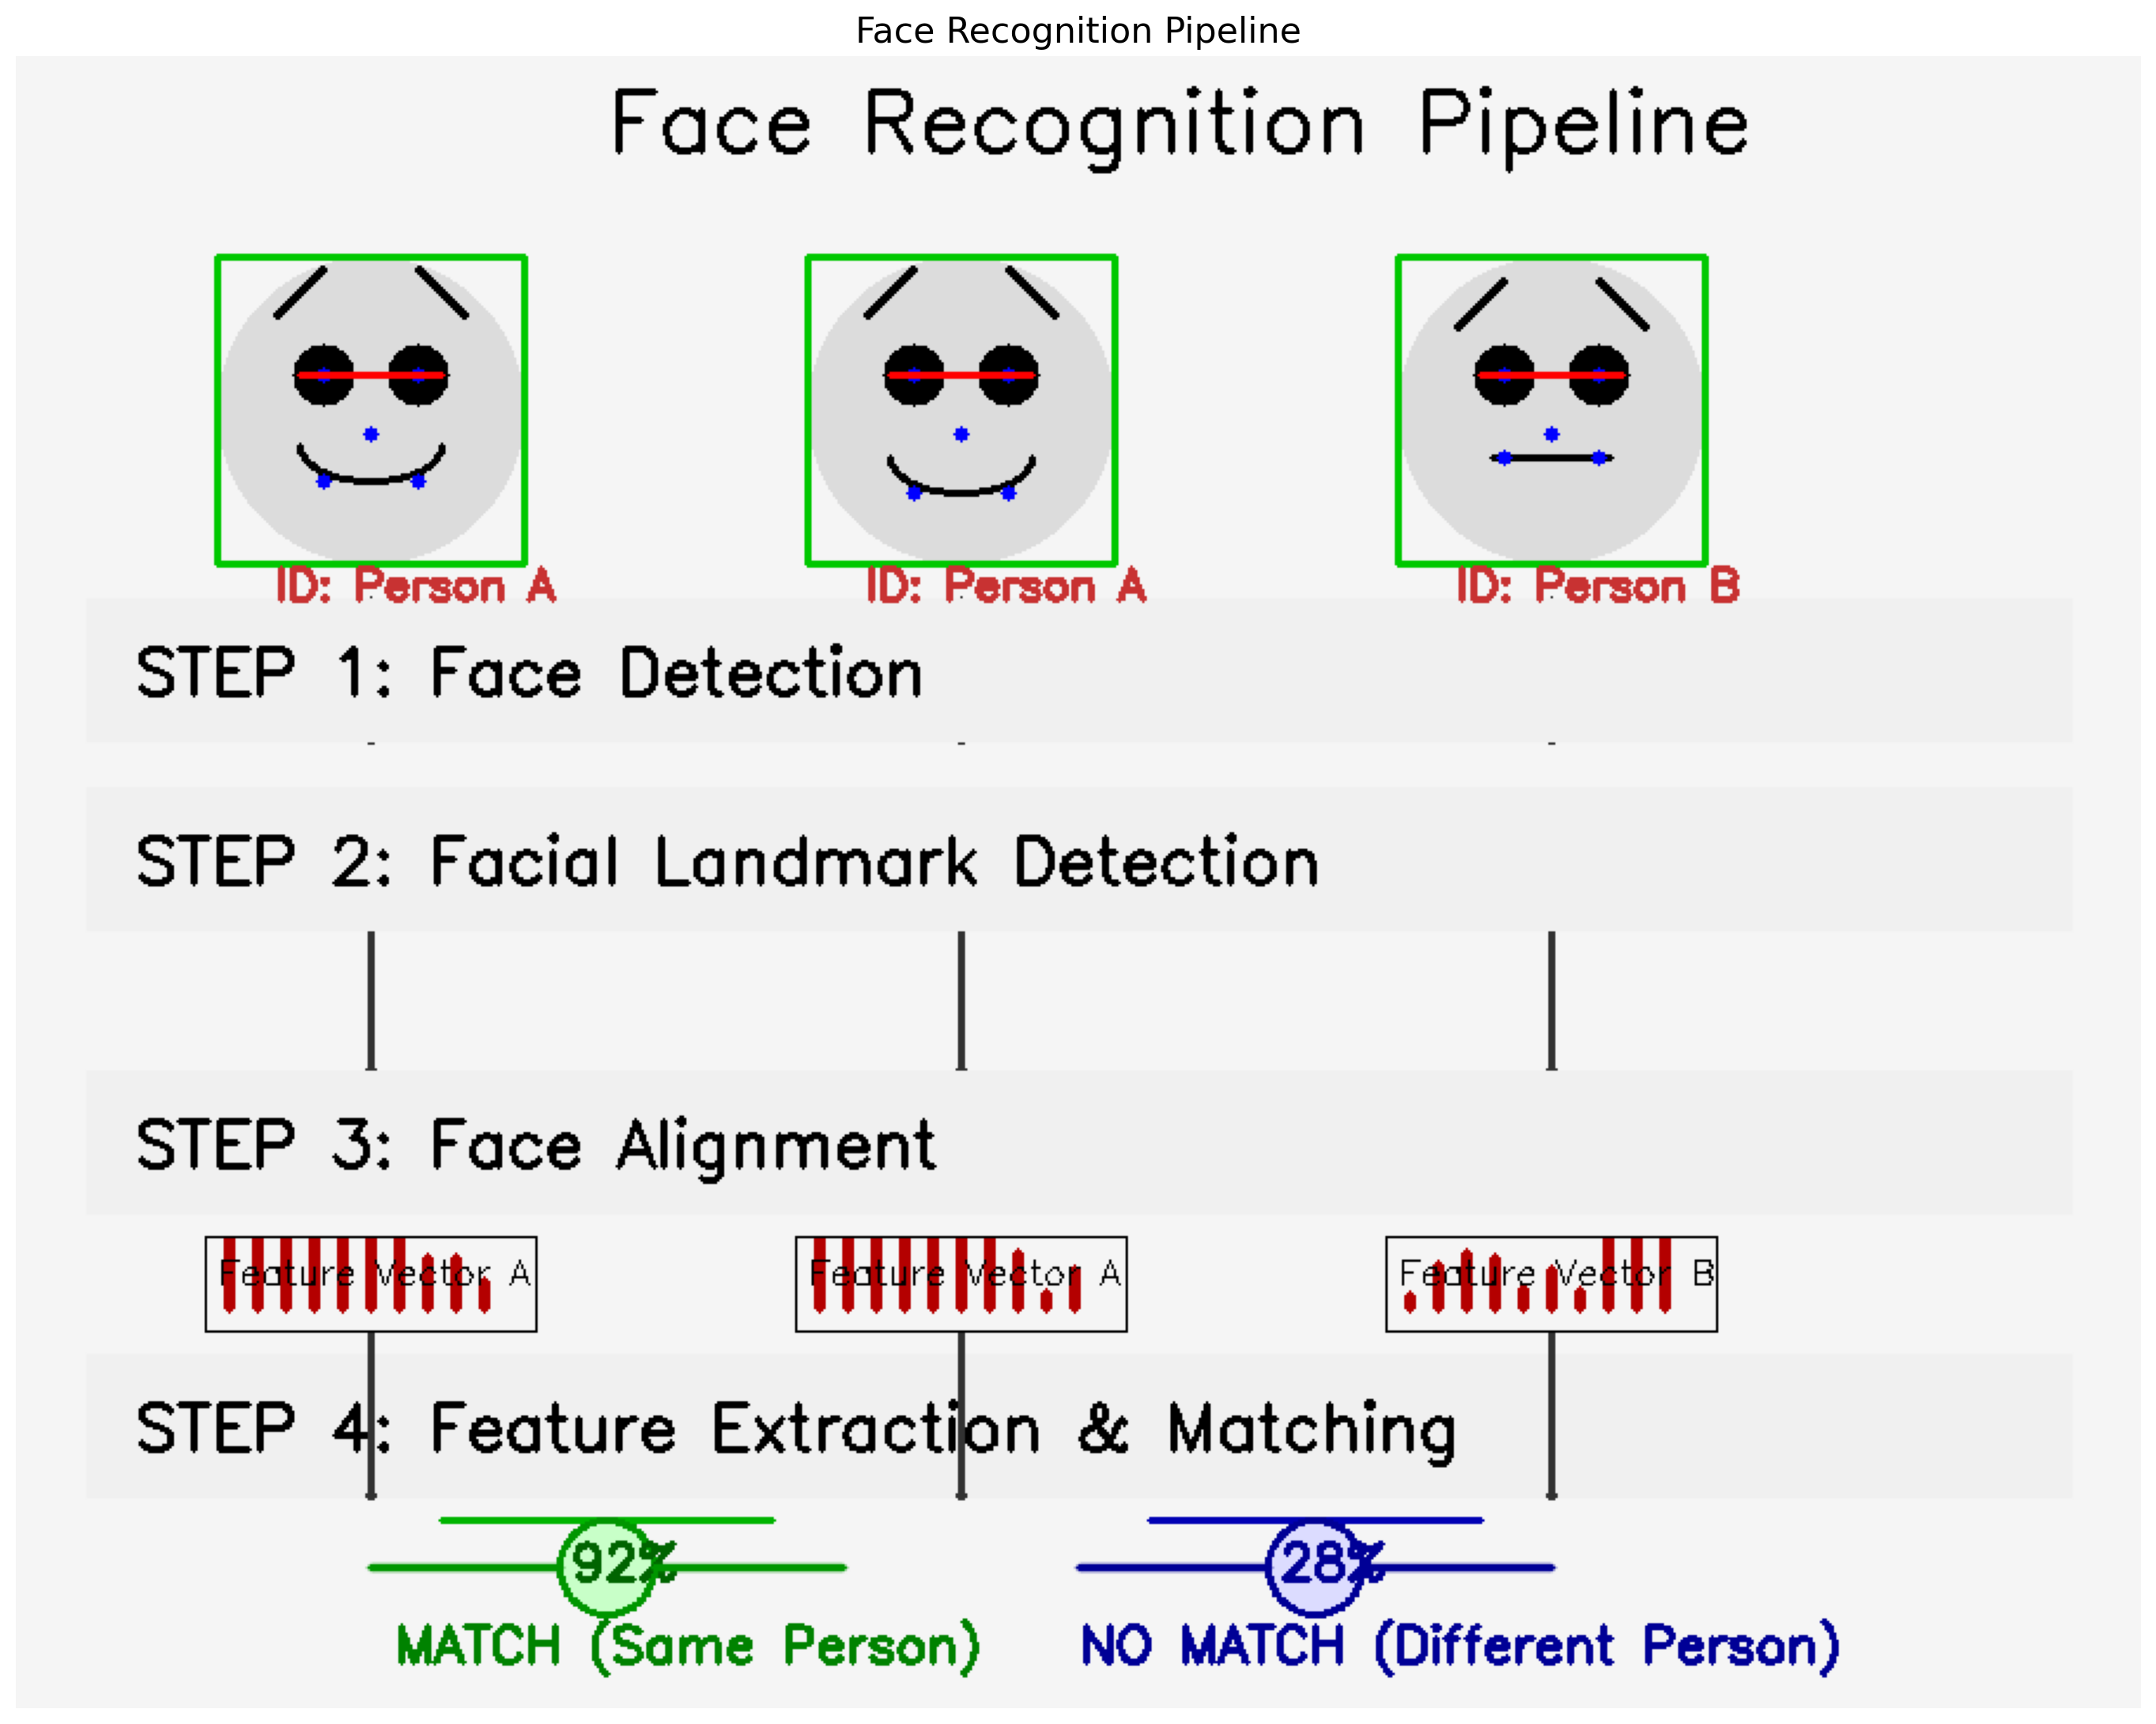 Face Recognition Pipeline
Face Recognition Pipeline
ID: Person A
ID: Person A
ID: Person B
STEP 1: Face Detection
STEP 2: Facial Landmark Detection
STEP 3: Face Alignment
Feature Vector A
Feature Vector A
Feature Vector B
STEP 4: Feature Extraction & Matching
92%
28%
MATCH (Same Person)
NO MATCH (Different Person)